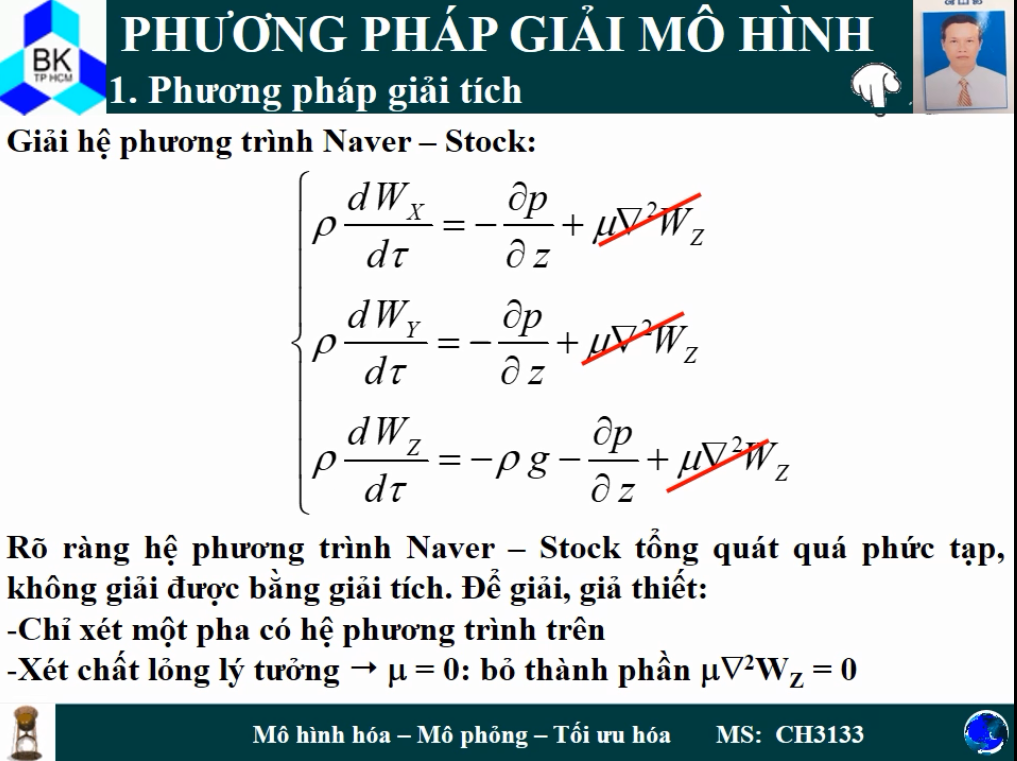 BK
TP HCM
PHƯƠNG PHÁP GIẢI MÔ HÌNH
1. Phương pháp giải tích
Giải hệ phương trình Naver – Stock:
ρ dW_X/dτ = −∂p/∂z + μ∇²W_Z
ρ dW_Y/dτ = −∂p/∂z + μ∇²W_Z
ρ dW_Z/dτ = −ρg − ∂p/∂z + μ∇²W_Z
Rõ ràng hệ phương trình Naver – Stock tổng quát quá phức tạp,
không giải được bằng giải tích. Để giải, giả thiết:
-Chỉ xét một pha có hệ phương trình trên
-Xét chất lỏng lý tưởng → μ = 0: bỏ thành phần μ∇²W_Z = 0
Mô hình hóa – Mô phỏng – Tối ưu hóa MS: CH3133